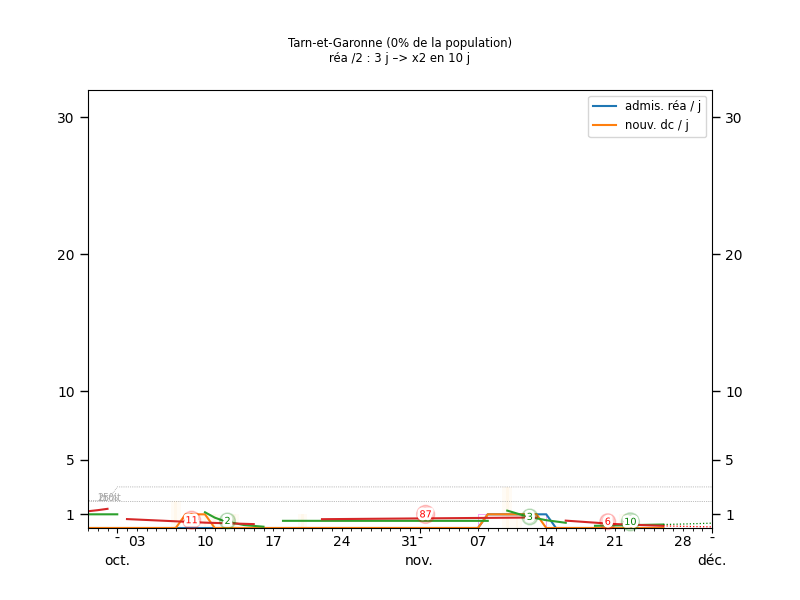 Tarn-et-Garonne (0% de la population)
réa /2 : 3 j –> x2 en 10 j
admis. réa / j
nouv. dc / j
30 30
20 20
10 10
5 5
1 1
11 2 87 3 6 10
- 03 10 17 24 31- 07 14 21 28 -
oct. nov. déc.